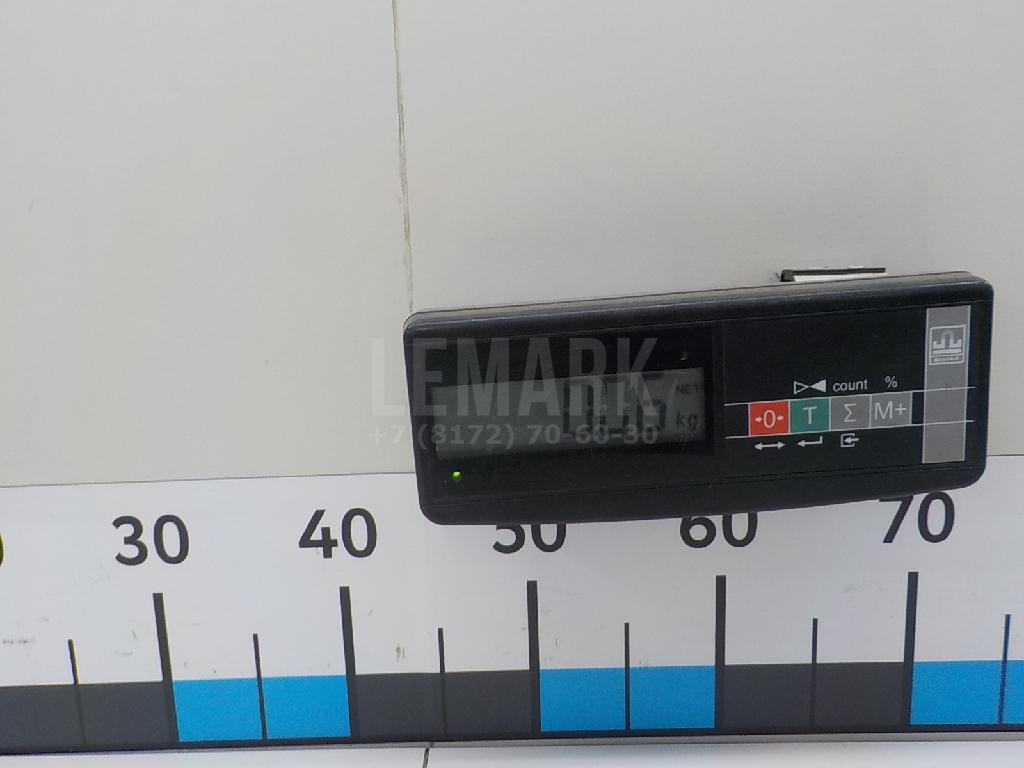 LEMARK
+7 (8172) 70-60-30
NET
kg
count %
→0← T Σ M+
30 40 50 60 70